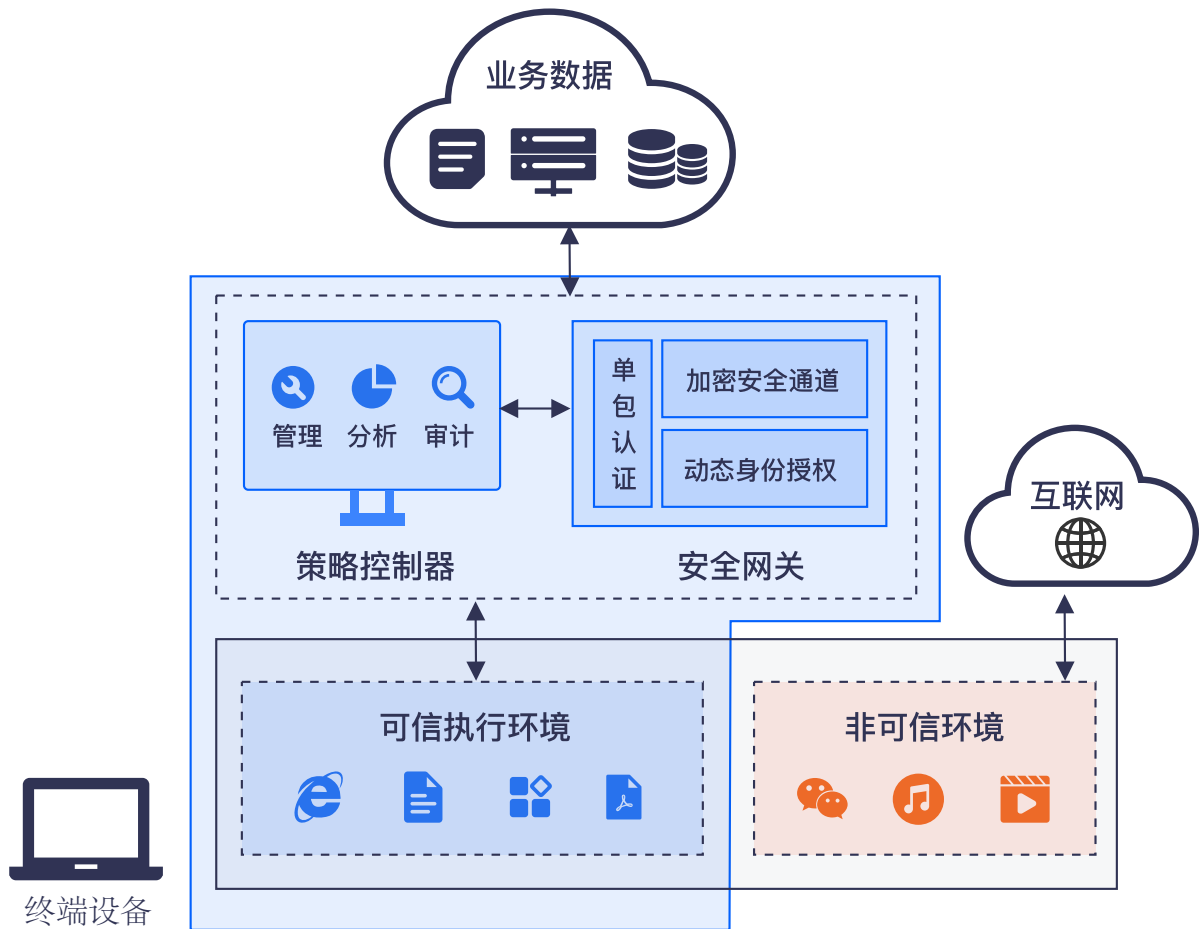 业务数据
单包认证
加密安全通道
管理
分析
审计
动态身份授权
策略控制器
安全网关
互联网
可信执行环境
非可信环境
终端设备